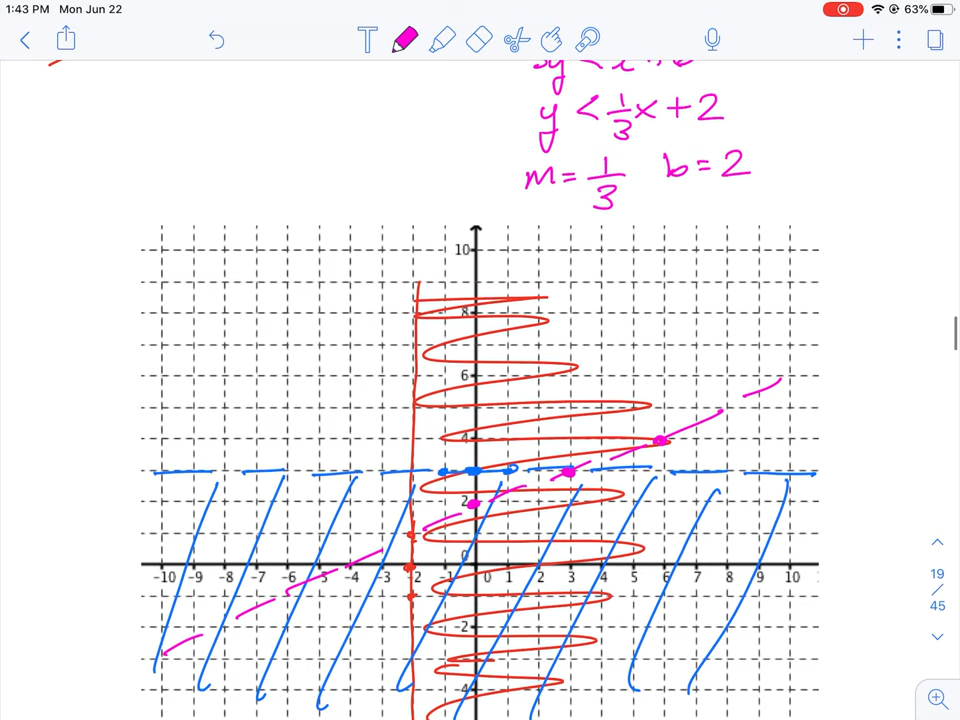 1:43 PM Mon Jun 22
63%
T
y < 1/3 x + 2
m = 1/3 b = 2
10
8
6
4
2
0
-10 -9 -8 -7 -6 -5 -4 -3 -2 -1 0 1 2 3 4 5 6 7 8 9 10
2
4
19
/
45